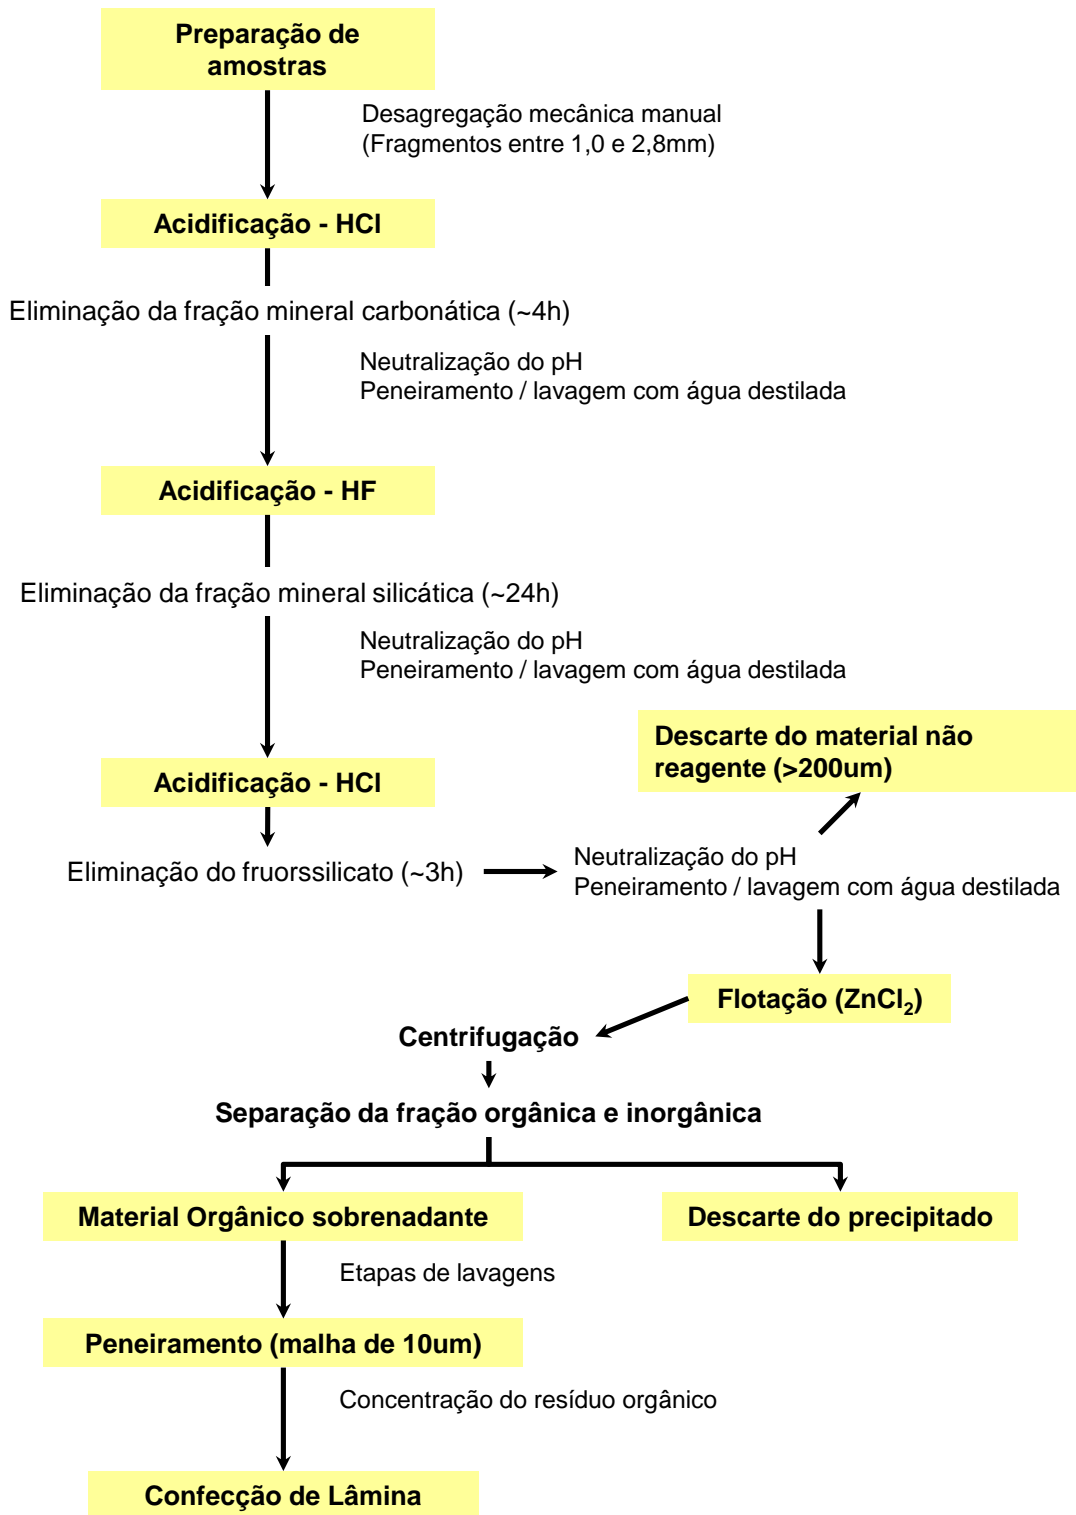 Preparação de
amostras
Desagregação mecânica manual
(Fragmentos entre 1,0 e 2,8mm)
Acidificação - HCl
Eliminação da fração mineral carbonática (~4h)
Neutralização do pH
Peneiramento / lavagem com água destilada
Acidificação - HF
Eliminação da fração mineral silicática (~24h)
Neutralização do pH
Peneiramento / lavagem com água destilada
Descarte do material não
reagente (>200um)
Acidificação - HCl
Eliminação do fruorssilicato (~3h)
Neutralização do pH
Peneiramento / lavagem com água destilada
Flotação (ZnCl₂)
Centrifugação
Separação da fração orgânica e inorgânica
Material Orgânico sobrenadante
Descarte do precipitado
Etapas de lavagens
Peneiramento (malha de 10um)
Concentração do resíduo orgânico
Confecção de Lâmina